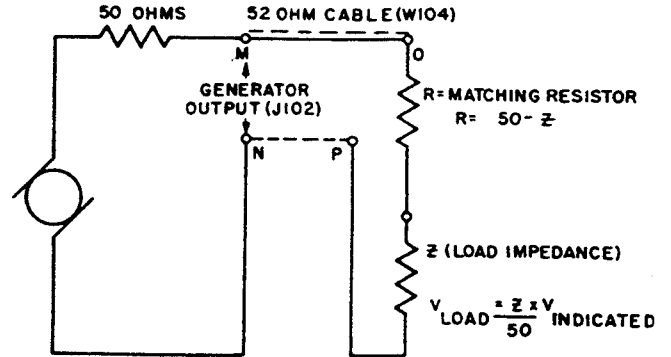 50 OHMS
52 OHM CABLE (W104)
M
O
GENERATOR
OUTPUT (J102)
R= MATCHING RESISTOR
R= 50 - Z
N
P
Z (LOAD IMPEDANCE)
V LOAD = Z x V INDICATED
50